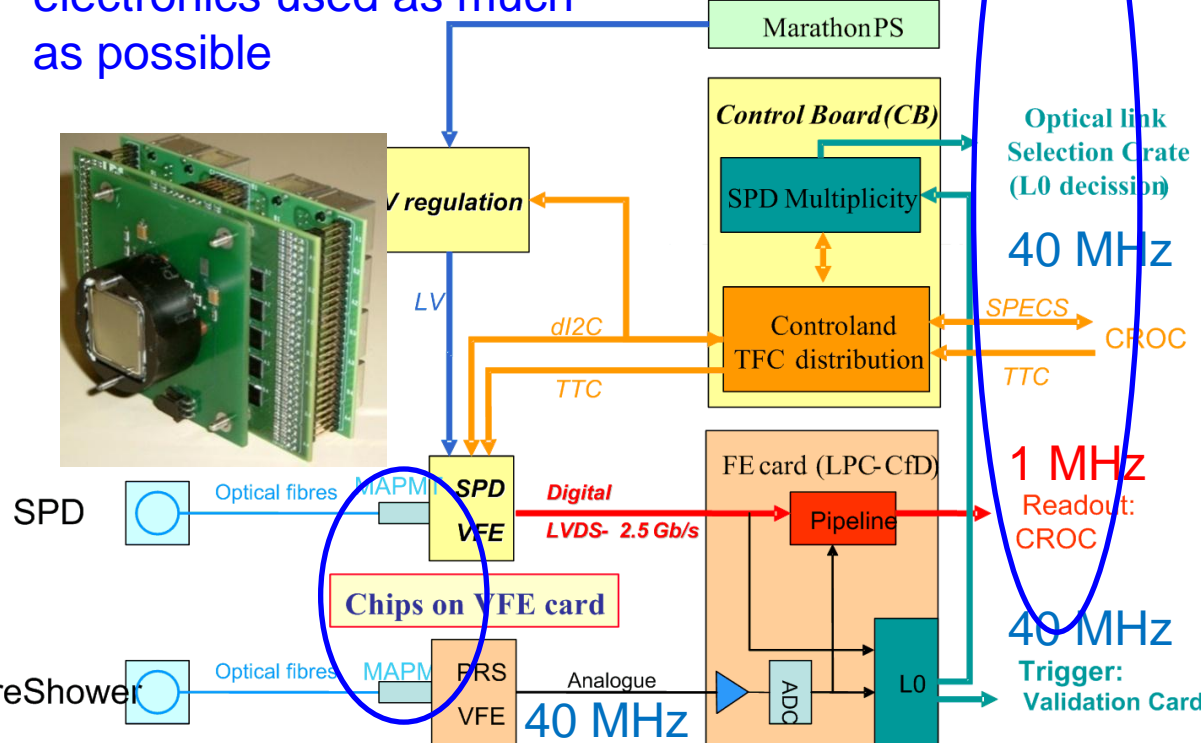 electronics used as much
as possible
MarathonPS
Control Board(CB)
SPD Multiplicity
Optical link
Selection Crate
(L0 decission)
40 MHz
V regulation
LV
dI2C
TTC
Controland
TFC distribution
SPECS
CROC
TTC
FE card (LPC-CfD)
1 MHz
Readout:
CROC
SPD
Optical fibres
MAPMT
SPD
VFE
Digital
LVDS- 2.5 Gb/s
Pipeline
Chips on VFE card
40 MHz
Trigger:
Validation Card
reShower
Optical fibres
MAPM
PRS
VFE
Analogue
40 MHz
ADC
L0